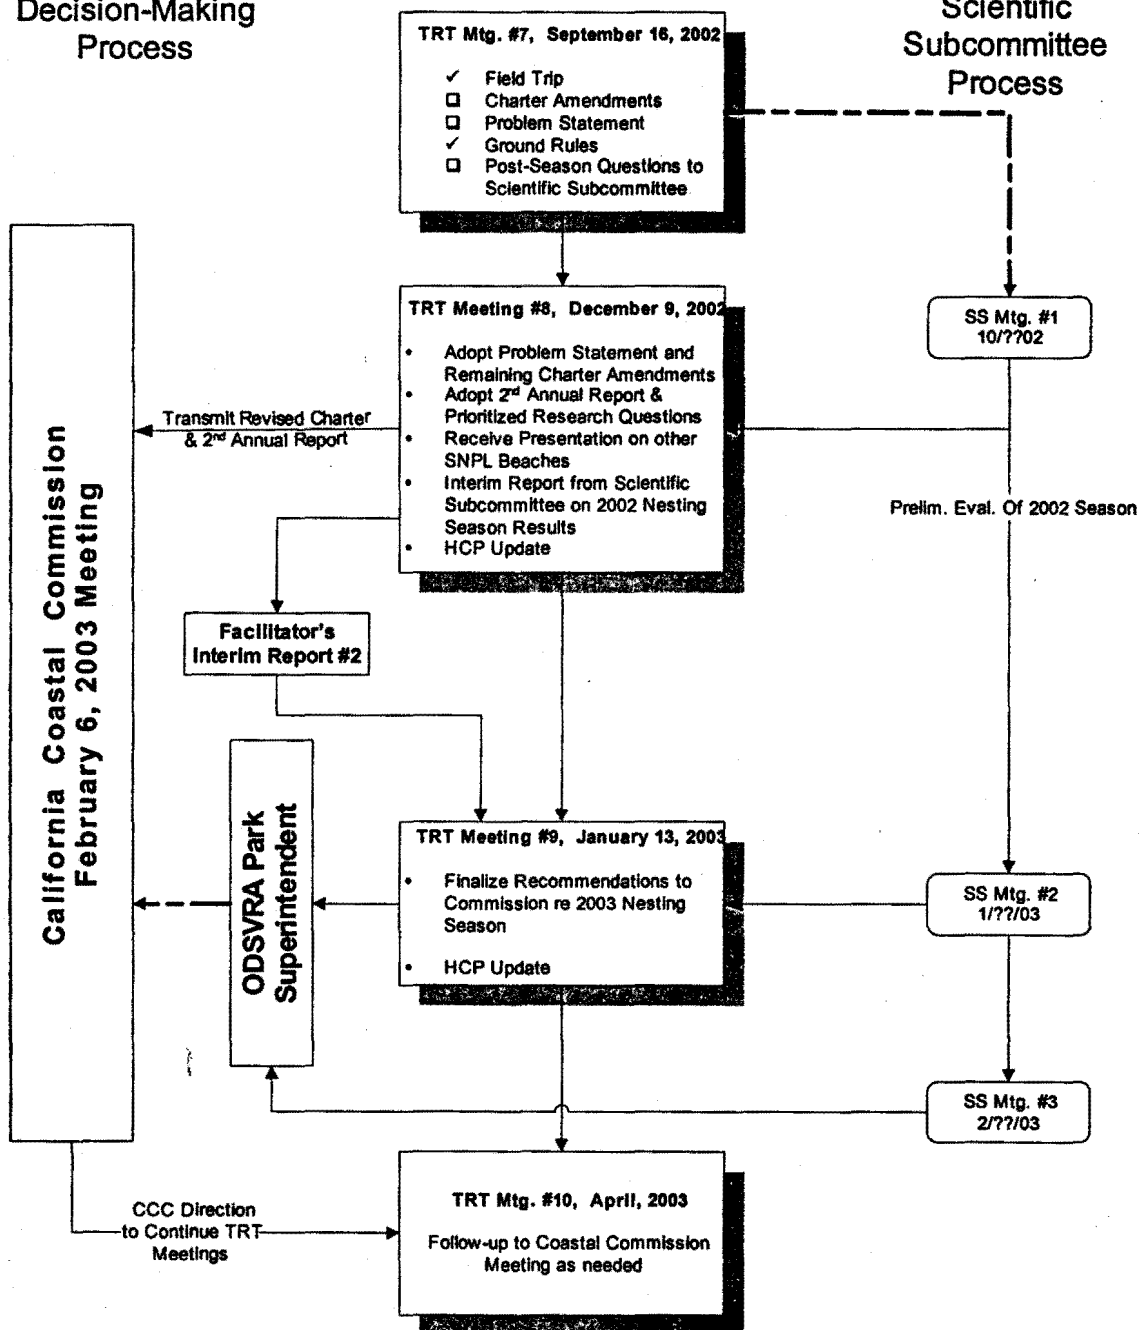 Decision-Making
Process
Scientific
Subcommittee
Process
TRT Mtg. #7, September 16, 2002
✓ Field Trip
❑ Charter Amendments
❑ Problem Statement
✓ Ground Rules
❑ Post-Season Questions to
Scientific Subcommittee
TRT Meeting #8, December 9, 2002
• Adopt Problem Statement and
Remaining Charter Amendments
• Adopt 2nd Annual Report &
Prioritized Research Questions
• Receive Presentation on other
SNPL Beaches
• Interim Report from Scientific
Subcommittee on 2002 Nesting
Season Results
• HCP Update
SS Mtg. #1
10/??02
Transmit Revised Charter
& 2nd Annual Report
Prelim. Eval. Of 2002 Season
California Coastal Commission
February 6, 2003 Meeting
Facilitator's
Interim Report #2
ODSVRA Park
Superintendent
TRT Meeting #9, January 13, 2003
• Finalize Recommendations to
Commission re 2003 Nesting
Season
• HCP Update
SS Mtg. #2
1/??/03
SS Mtg. #3
2/??/03
CCC Direction
to Continue TRT
Meetings
TRT Mtg. #10, April, 2003
Follow-up to Coastal Commission
Meeting as needed